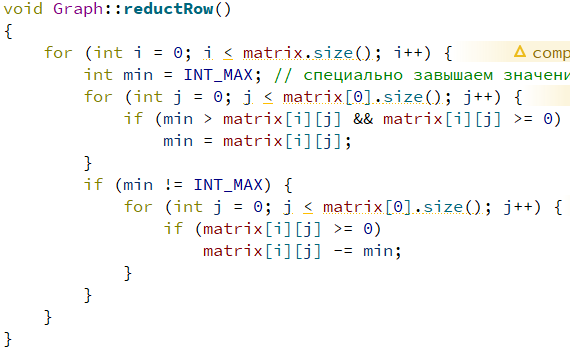 void Graph::reductRow()
{
    for (int i = 0; i < matrix.size(); i++) { ⚠ comp
        int min = INT_MAX; // специально завышаем значени
        for (int j = 0; j < matrix[0].size(); j++) {
            if (min > matrix[i][j] && matrix[i][j] >= 0)
                min = matrix[i][j];
        }
        if (min != INT_MAX) {
            for (int j = 0; j < matrix[0].size(); j++) {
                if (matrix[i][j] >= 0)
                    matrix[i][j] -= min;
            }
        }
    }
}